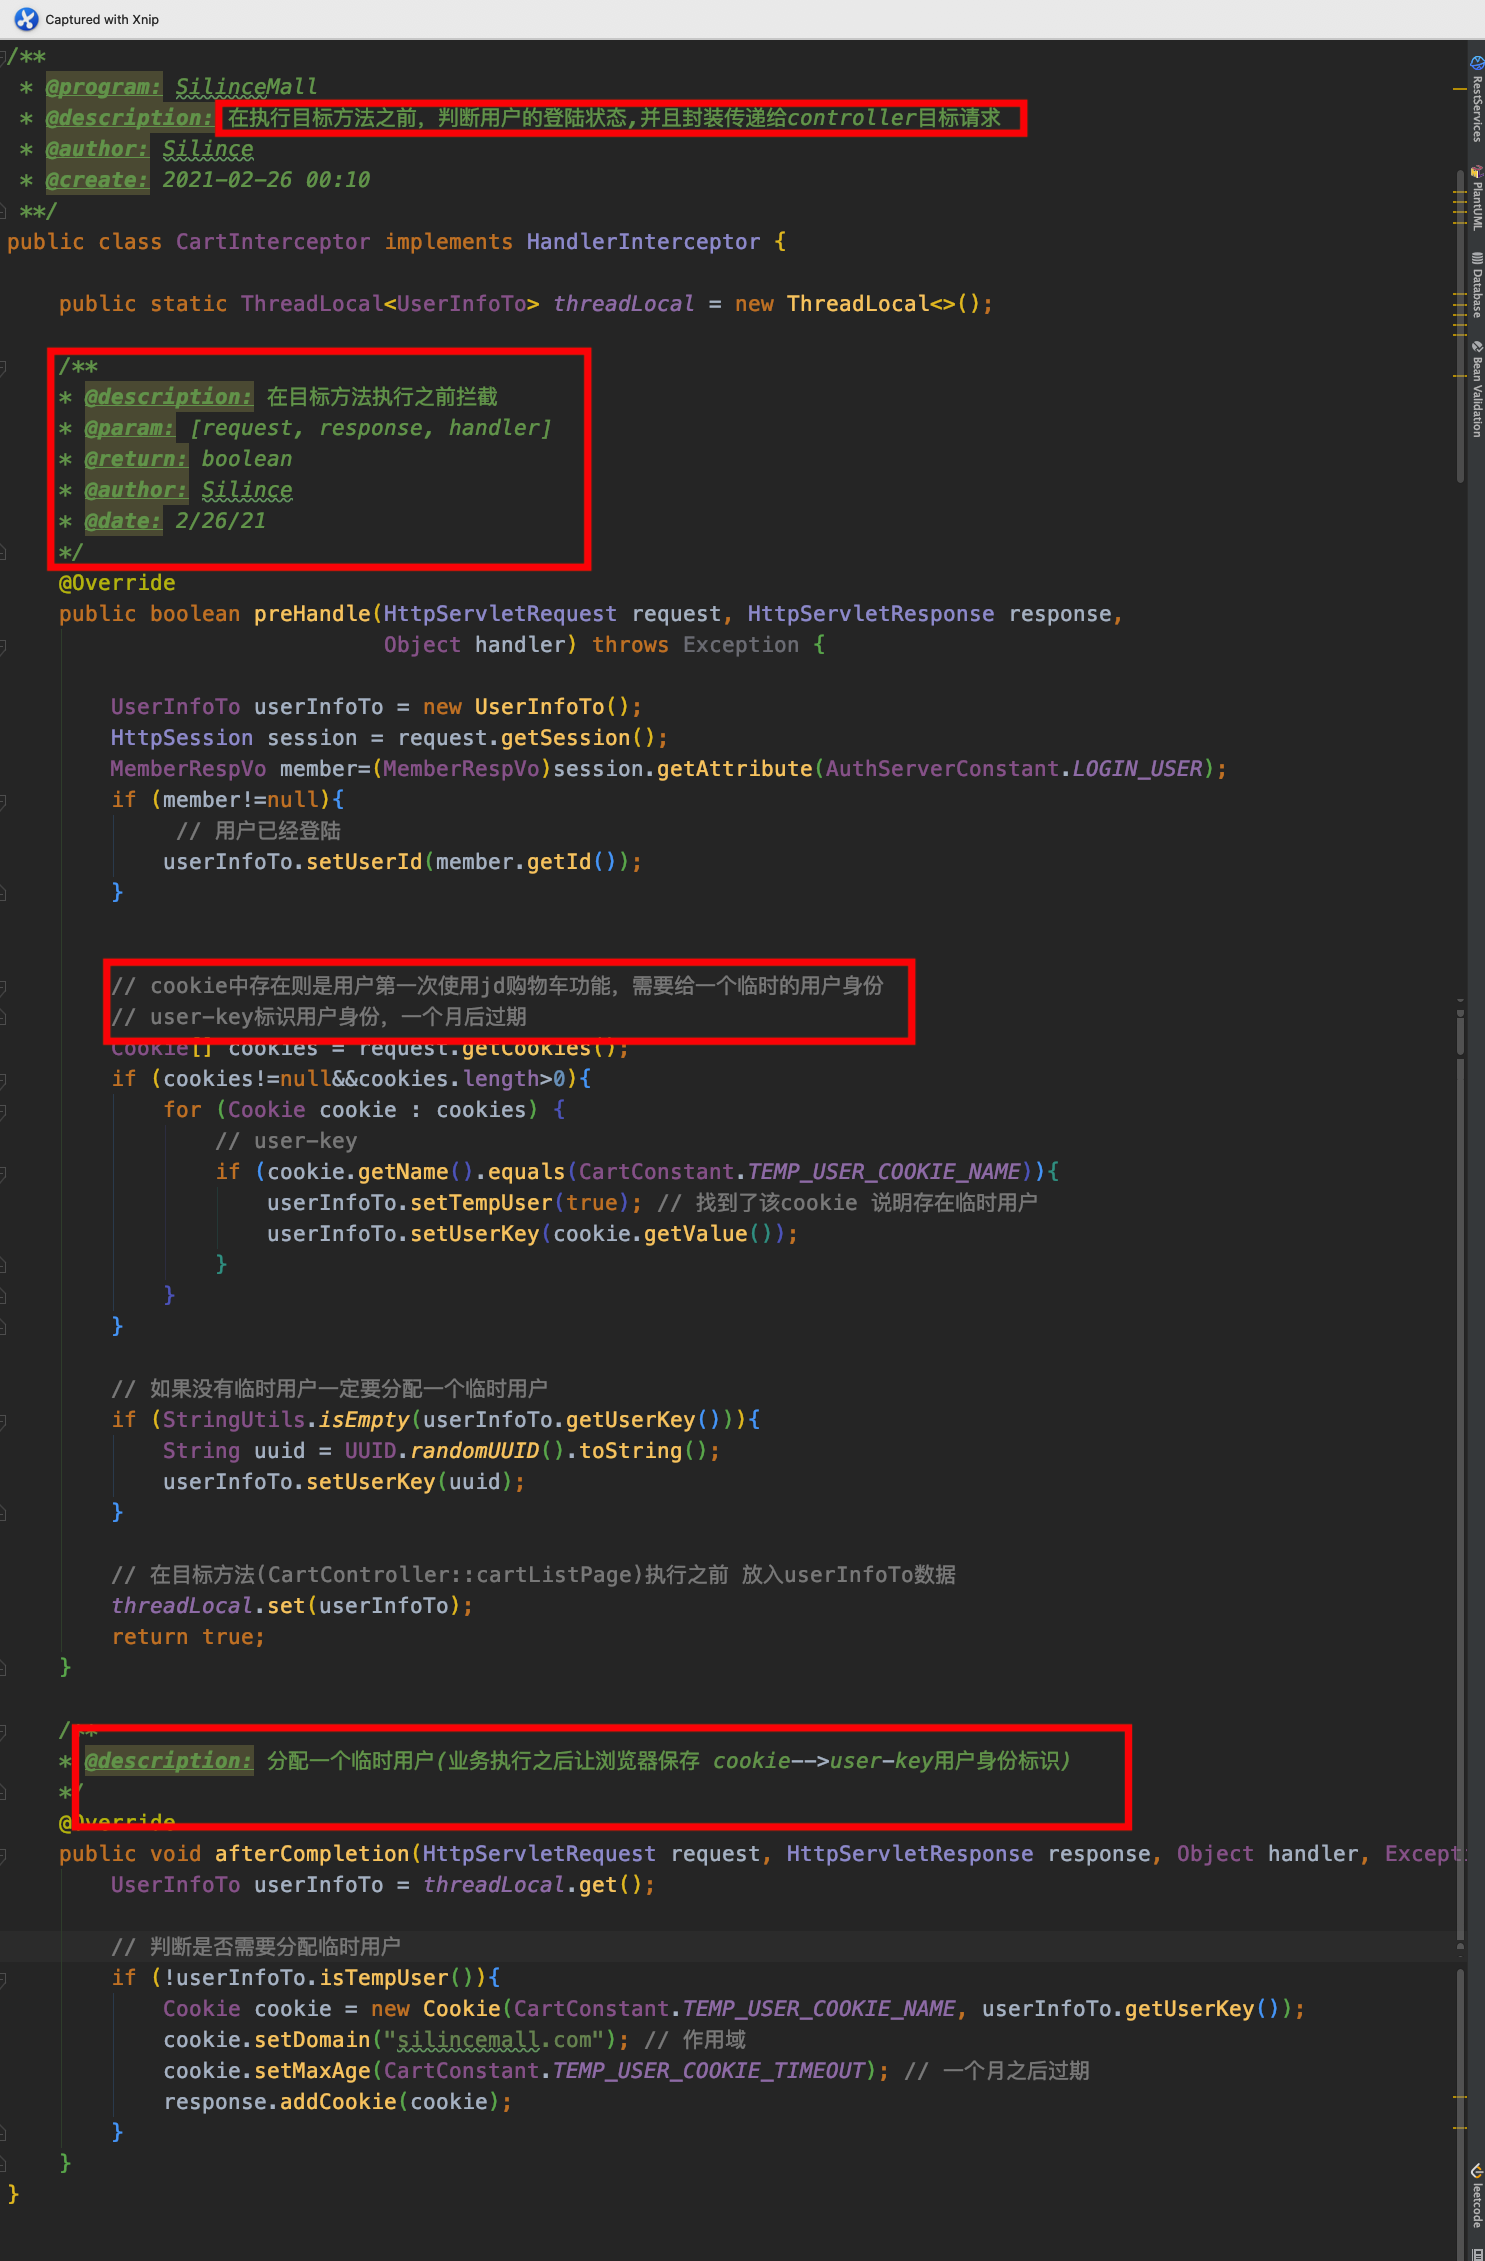 Captured with Xnip
/**
 * @program: SilinceMall
 * @description: 在执行目标方法之前，判断用户的登陆状态,并且封装传递给controller目标请求
 * @author: Silince
 * @create: 2021-02-26 00:10
 **/
public class CartInterceptor implements HandlerInterceptor {
    public static ThreadLocal<UserInfoTo> threadLocal = new ThreadLocal<>();
    /**
    * @description: 在目标方法执行之前拦截
    * @param: [request, response, handler]
    * @return: boolean
    * @author: Silince
    * @date: 2/26/21
    */
    @Override
    public boolean preHandle(HttpServletRequest request, HttpServletResponse response,
                             Object handler) throws Exception {
        UserInfoTo userInfoTo = new UserInfoTo();
        HttpSession session = request.getSession();
        MemberRespVo member=(MemberRespVo)session.getAttribute(AuthServerConstant.LOGIN_USER);
        if (member!=null){
             // 用户已经登陆
            userInfoTo.setUserId(member.getId());
        }
        // cookie中存在则是用户第一次使用jd购物车功能，需要给一个临时的用户身份
        // user-key标识用户身份，一个月后过期
        Cookie[] cookies = request.getCookies();
        if (cookies!=null&&cookies.length>0){
            for (Cookie cookie : cookies) {
                // user-key
                if (cookie.getName().equals(CartConstant.TEMP_USER_COOKIE_NAME)){
                    userInfoTo.setTempUser(true); // 找到了该cookie 说明存在临时用户
                    userInfoTo.setUserKey(cookie.getValue());
                }
            }
        }
        // 如果没有临时用户一定要分配一个临时用户
        if (StringUtils.isEmpty(userInfoTo.getUserKey())){
            String uuid = UUID.randomUUID().toString();
            userInfoTo.setUserKey(uuid);
        }
        // 在目标方法(CartController::cartListPage)执行之前 放入userInfoTo数据
        threadLocal.set(userInfoTo);
        return true;
    }
    /**
    * @description: 分配一个临时用户(业务执行之后让浏览器保存 cookie-->user-key用户身份标识)
    */
    @Override
    public void afterCompletion(HttpServletRequest request, HttpServletResponse response, Object handler, Excepti
        UserInfoTo userInfoTo = threadLocal.get();
        // 判断是否需要分配临时用户
        if (!userInfoTo.isTempUser()){
            Cookie cookie = new Cookie(CartConstant.TEMP_USER_COOKIE_NAME, userInfoTo.getUserKey());
            cookie.setDomain("silincemall.com"); // 作用域
            cookie.setMaxAge(CartConstant.TEMP_USER_COOKIE_TIMEOUT); // 一个月之后过期
            response.addCookie(cookie);
        }
    }
}
RestServices
PlantUML
Database
Bean Validation
leetcode